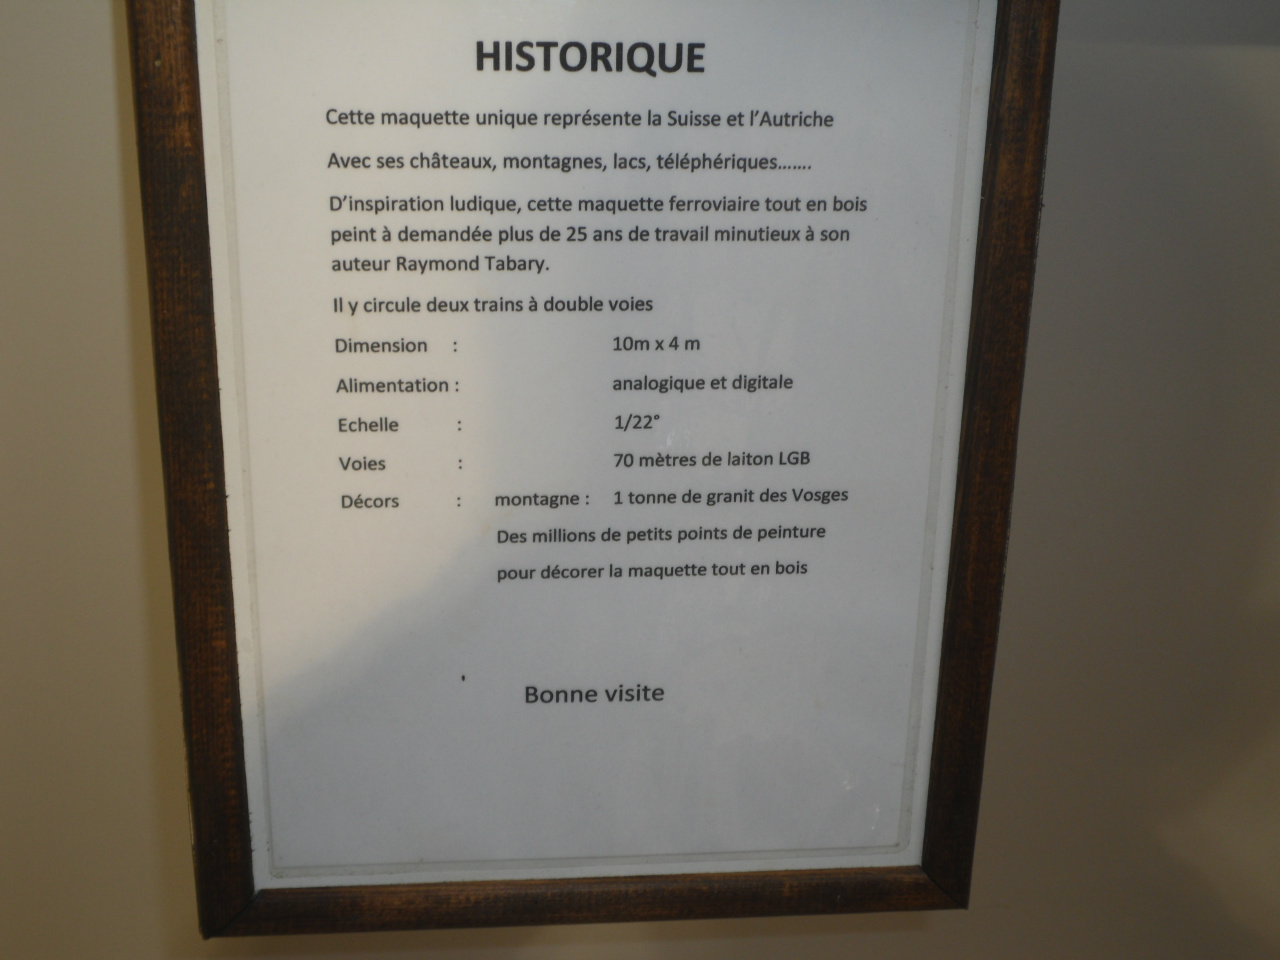 HISTORIQUE
Cette maquette unique représente la Suisse et l'Autriche
Avec ses châteaux, montagnes, lacs, téléphériques.......
D'inspiration ludique, cette maquette ferroviaire tout en bois
peint à demandée plus de 25 ans de travail minutieux à son
auteur Raymond Tabary.
Il y circule deux trains à double voies
Dimension : 10m x 4 m
Alimentation : analogique et digitale
Echelle : 1/22°
Voies : 70 mètres de laiton LGB
Décors : montagne : 1 tonne de granit des Vosges
Des millions de petits points de peinture
pour décorer la maquette tout en bois
Bonne visite